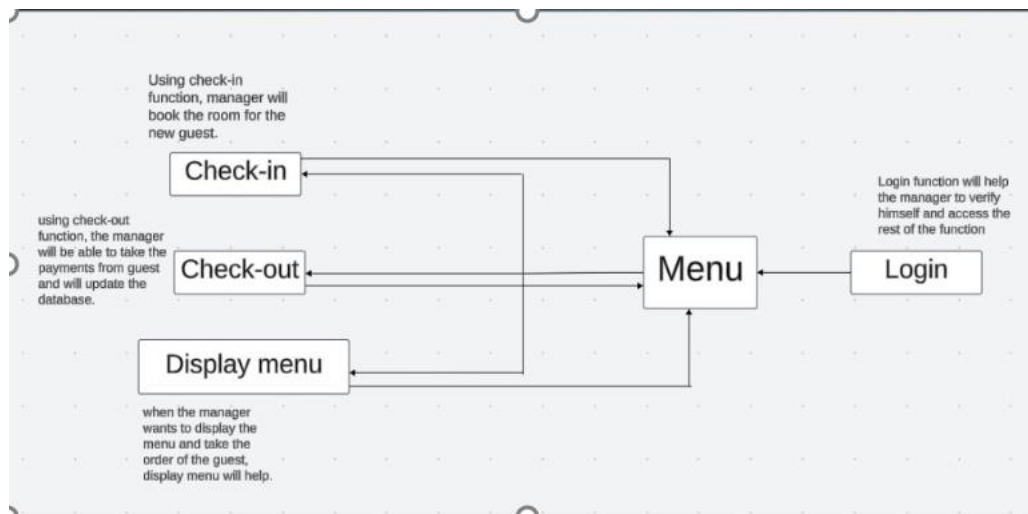 Using check-in
function, manager will
book the room for the
new guest.
Check-in
Login function will help
the manager to verify
himself and access the
rest of the function
using check-out
function, the manager
will be able to take the
payments from guest
and will update the
database.
Check-out
Menu
Login
Display menu
when the manager
wants to display the
menu and take the
order of the guest,
display menu will help.